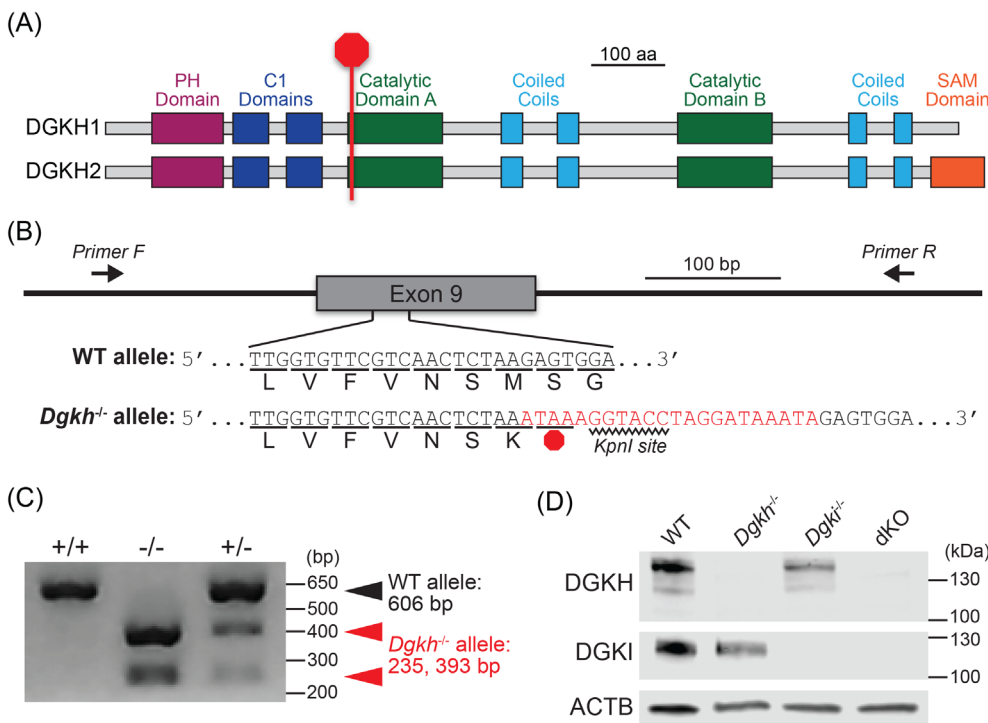 (A)
100 aa
PH Domain
C1 Domains
Catalytic Domain A
Coiled Coils
Catalytic Domain B
Coiled Coils
SAM Domain
DGKH1
DGKH2
(B)
Primer F
Primer R
100 bp
Exon 9
WT allele: 5′ ...TTGGTGTTCGTCAACTCTAAGAGTGGA...3′
L V F V N S M S G
Dgkh-/- allele: 5′ ...TTGGTGTTCGTCAACTCTAAATAAAGGTACCTAGGATAAATAGAGTGGA...3′
L V F V N S K
KpnI site
(C)
+/+ -/- +/-
(bp)
650
500
400
300
200
WT allele:
606 bp
Dgkh-/- allele:
235, 393 bp
(D)
WT Dgkh-/- Dgki-/- dKO
(kDa)
DGKH
130
100
DGKI
130
100
ACTB